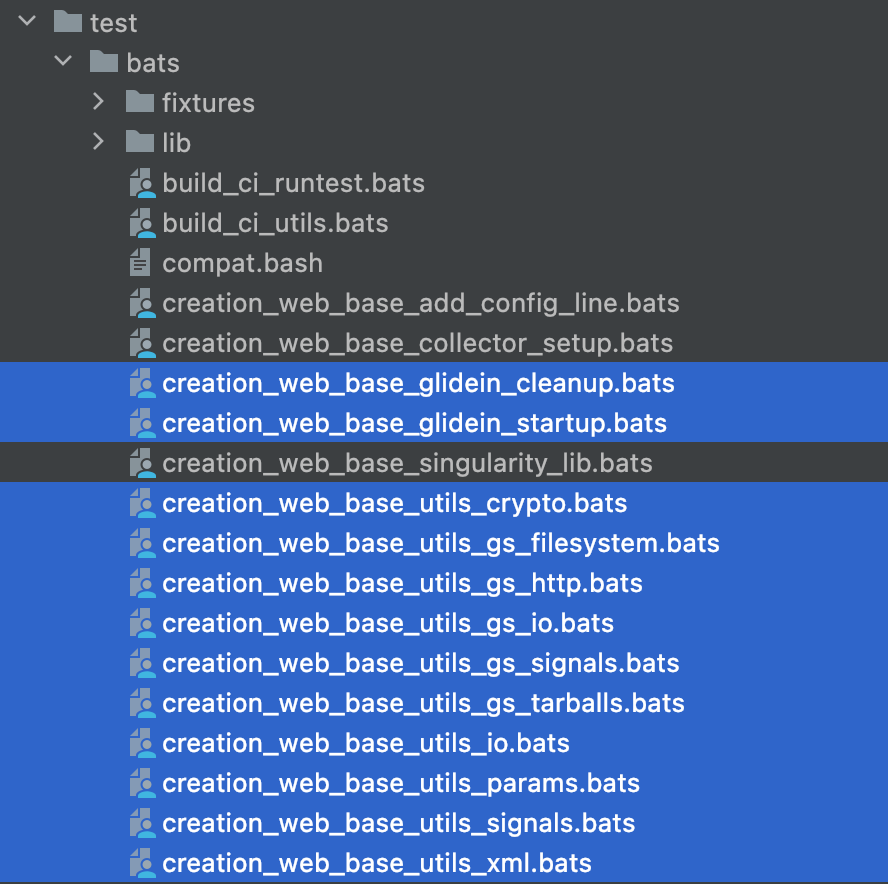 test
bats
fixtures
lib
build_ci_runtest.bats
build_ci_utils.bats
compat.bash
creation_web_base_add_config_line.bats
creation_web_base_collector_setup.bats
creation_web_base_glidein_cleanup.bats
creation_web_base_glidein_startup.bats
creation_web_base_singularity_lib.bats
creation_web_base_utils_crypto.bats
creation_web_base_utils_gs_filesystem.bats
creation_web_base_utils_gs_http.bats
creation_web_base_utils_gs_io.bats
creation_web_base_utils_gs_signals.bats
creation_web_base_utils_gs_tarballs.bats
creation_web_base_utils_io.bats
creation_web_base_utils_params.bats
creation_web_base_utils_signals.bats
creation_web_base_utils_xml.bats